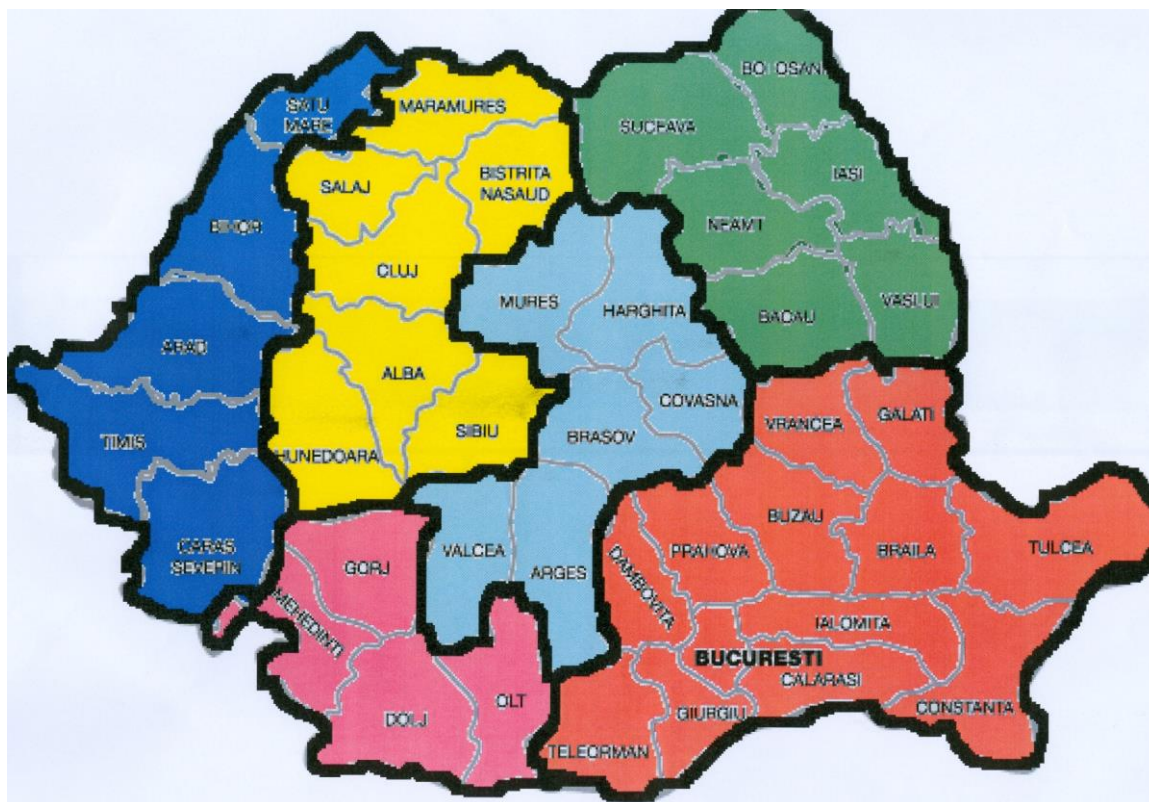 BOTOSANI
SATU
MARE
MARAMURES
SUCEAVA
SALAJ
BISTRITA
NASAUD
IASI
BIHOR
NEAMT
CLUJ
MURES
HARGHITA
BACAU
VASLUI
ARAD
ALBA
COVASNA
VRANCEA
GALATI
TIMIS
SIBIU
BRASOV
HUNEDOARA
BUZAU
CARAS
SEVERIN
GORJ
VALCEA
ARGES
DAMBOVITA
PRAHOVA
BRAILA
TULCEA
MEHEDINTI
IALOMITA
BUCURESTI
CALARASI
OLT
DOLJ
GIURGIU
CONSTANTA
TELEORMAN